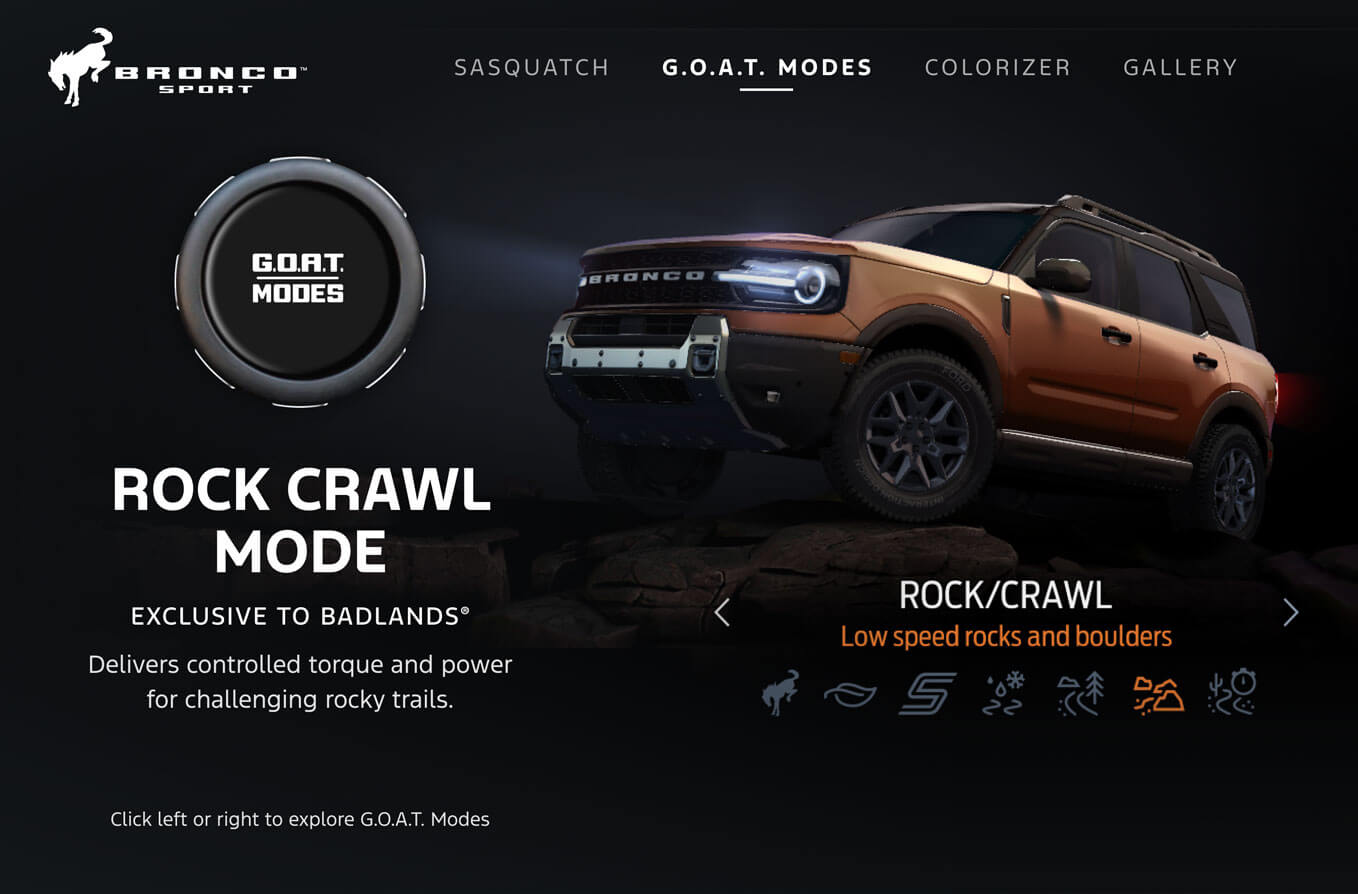 BRONCO™
SPORT
SASQUATCH
G.O.A.T. MODES
COLORIZER
GALLERY
G.O.A.T.
MODES
BRONCO
FORD
ROCK CRAWL
MODE
EXCLUSIVE TO BADLANDS®
Delivers controlled torque and power
for challenging rocky trails.
ROCK/CRAWL
Low speed rocks and boulders
Click left or right to explore G.O.A.T. Modes